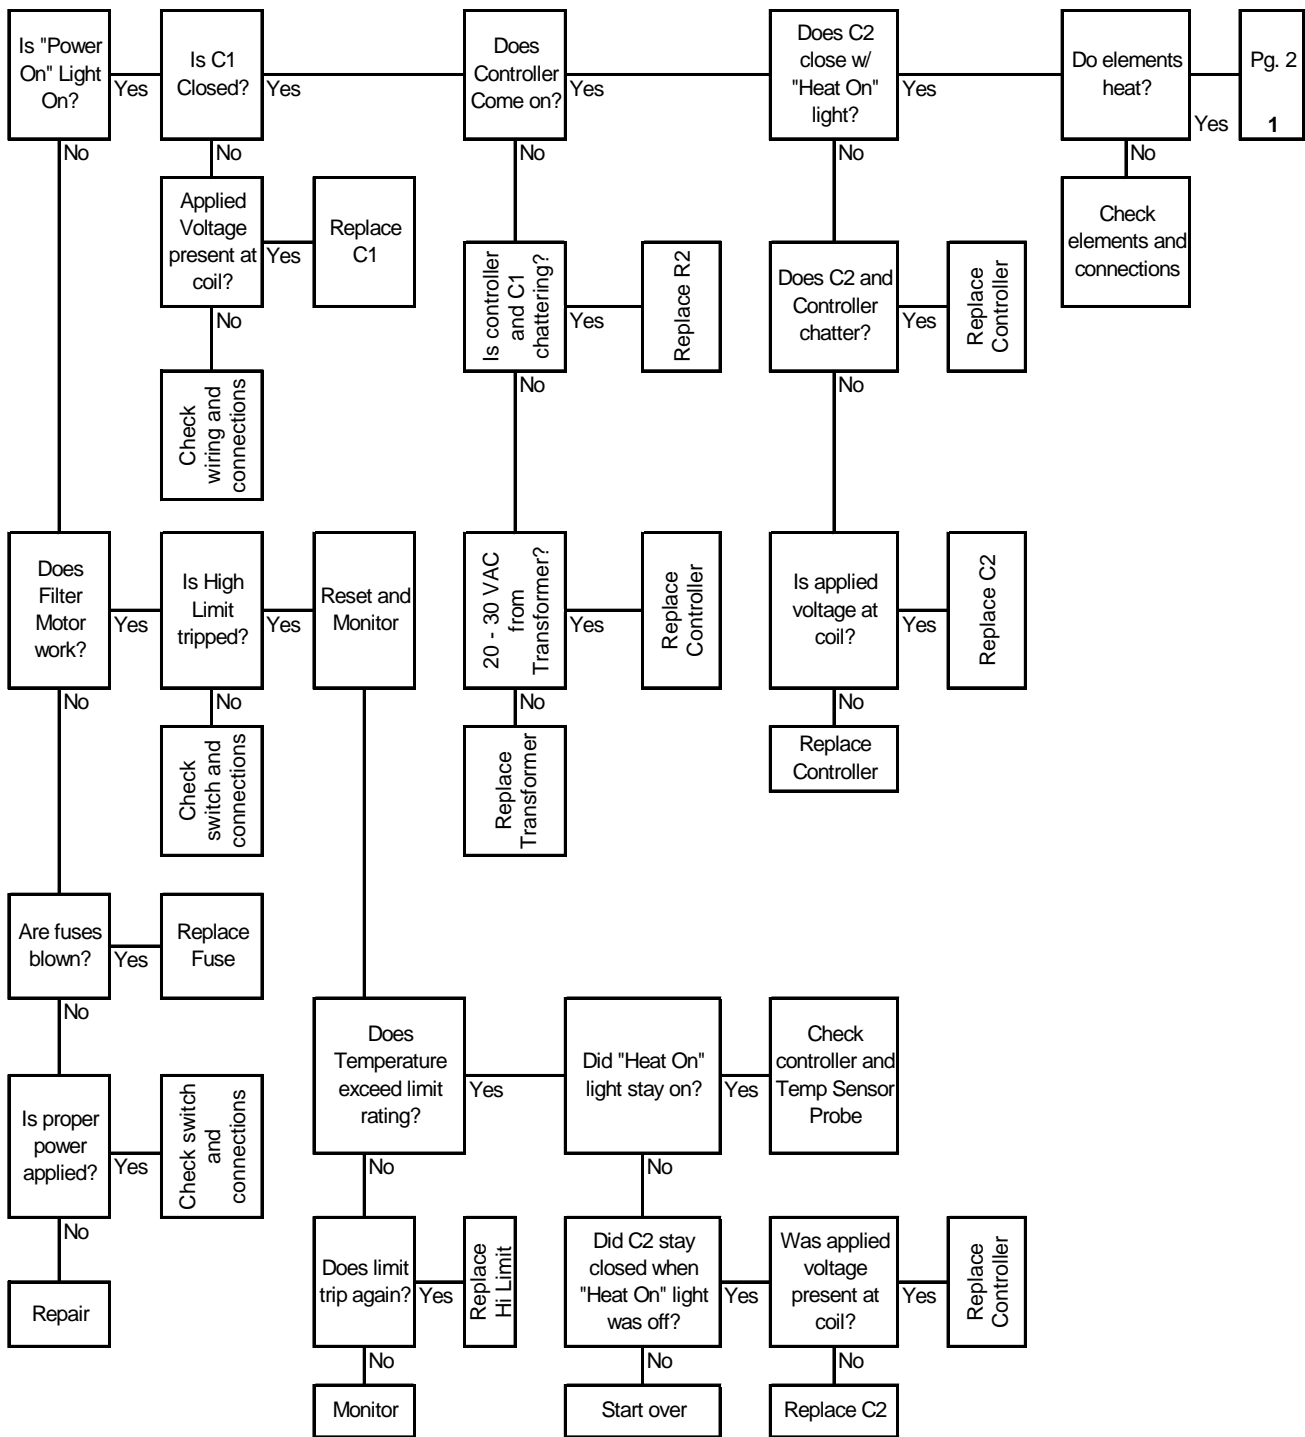 Is "Power
On" Light
On?
Yes
No
Is C1
Closed?
Yes
No
Does
Controller
Come on?
Yes
No
Does C2
close w/
"Heat On"
light?
Yes
No
Do elements
heat?
Yes
No
Pg. 2
1
Applied
Voltage
present at
coil?
Yes
No
Replace
C1
Is controller
and C1
chattering?
Yes
No
Replace R2
Does C2 and
Controller
chatter?
Yes
No
Replace
Controller
Check
elements and
connections
Check
wiring and
connections
Does
Filter
Motor
work?
Yes
No
Is High
Limit
tripped?
Yes
No
Reset and
Monitor
20 - 30 VAC
from
Transformer?
Yes
No
Replace
Controller
Is applied
voltage at
coil?
Yes
No
Replace C2
Check
switch and
connections
Replace
Transformer
Replace
Controller
Are fuses
blown?
Yes
No
Replace
Fuse
Does
Temperature
exceed limit
rating?
Yes
No
Did "Heat On"
light stay on?
Yes
No
Check
controller and
Temp Sensor
Probe
Is proper
power
applied?
Yes
No
Check switch
and
connections
Repair
Does limit
trip again?
Yes
No
Replace
Hi Limit
Did C2 stay
closed when
"Heat On" light
was off?
Yes
No
Was applied
voltage
present at
coil?
Yes
No
Replace
Controller
Monitor
Start over
Replace C2